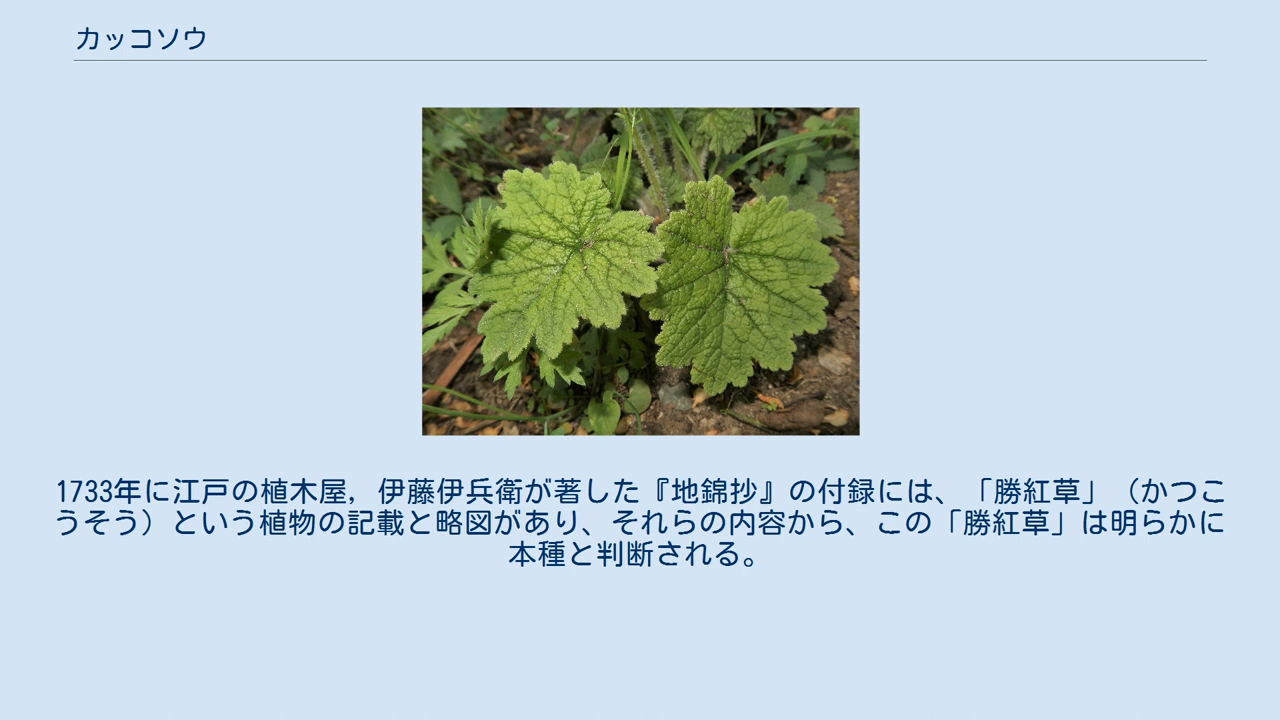 カッコソウ
1733年に江戸の植木屋，伊藤伊兵衛が著した『地錦抄』の付録には、「勝紅草」（かつこ
うそう）という植物の記載と略図があり、それらの内容から、この「勝紅草」は明らかに
本種と判断される。